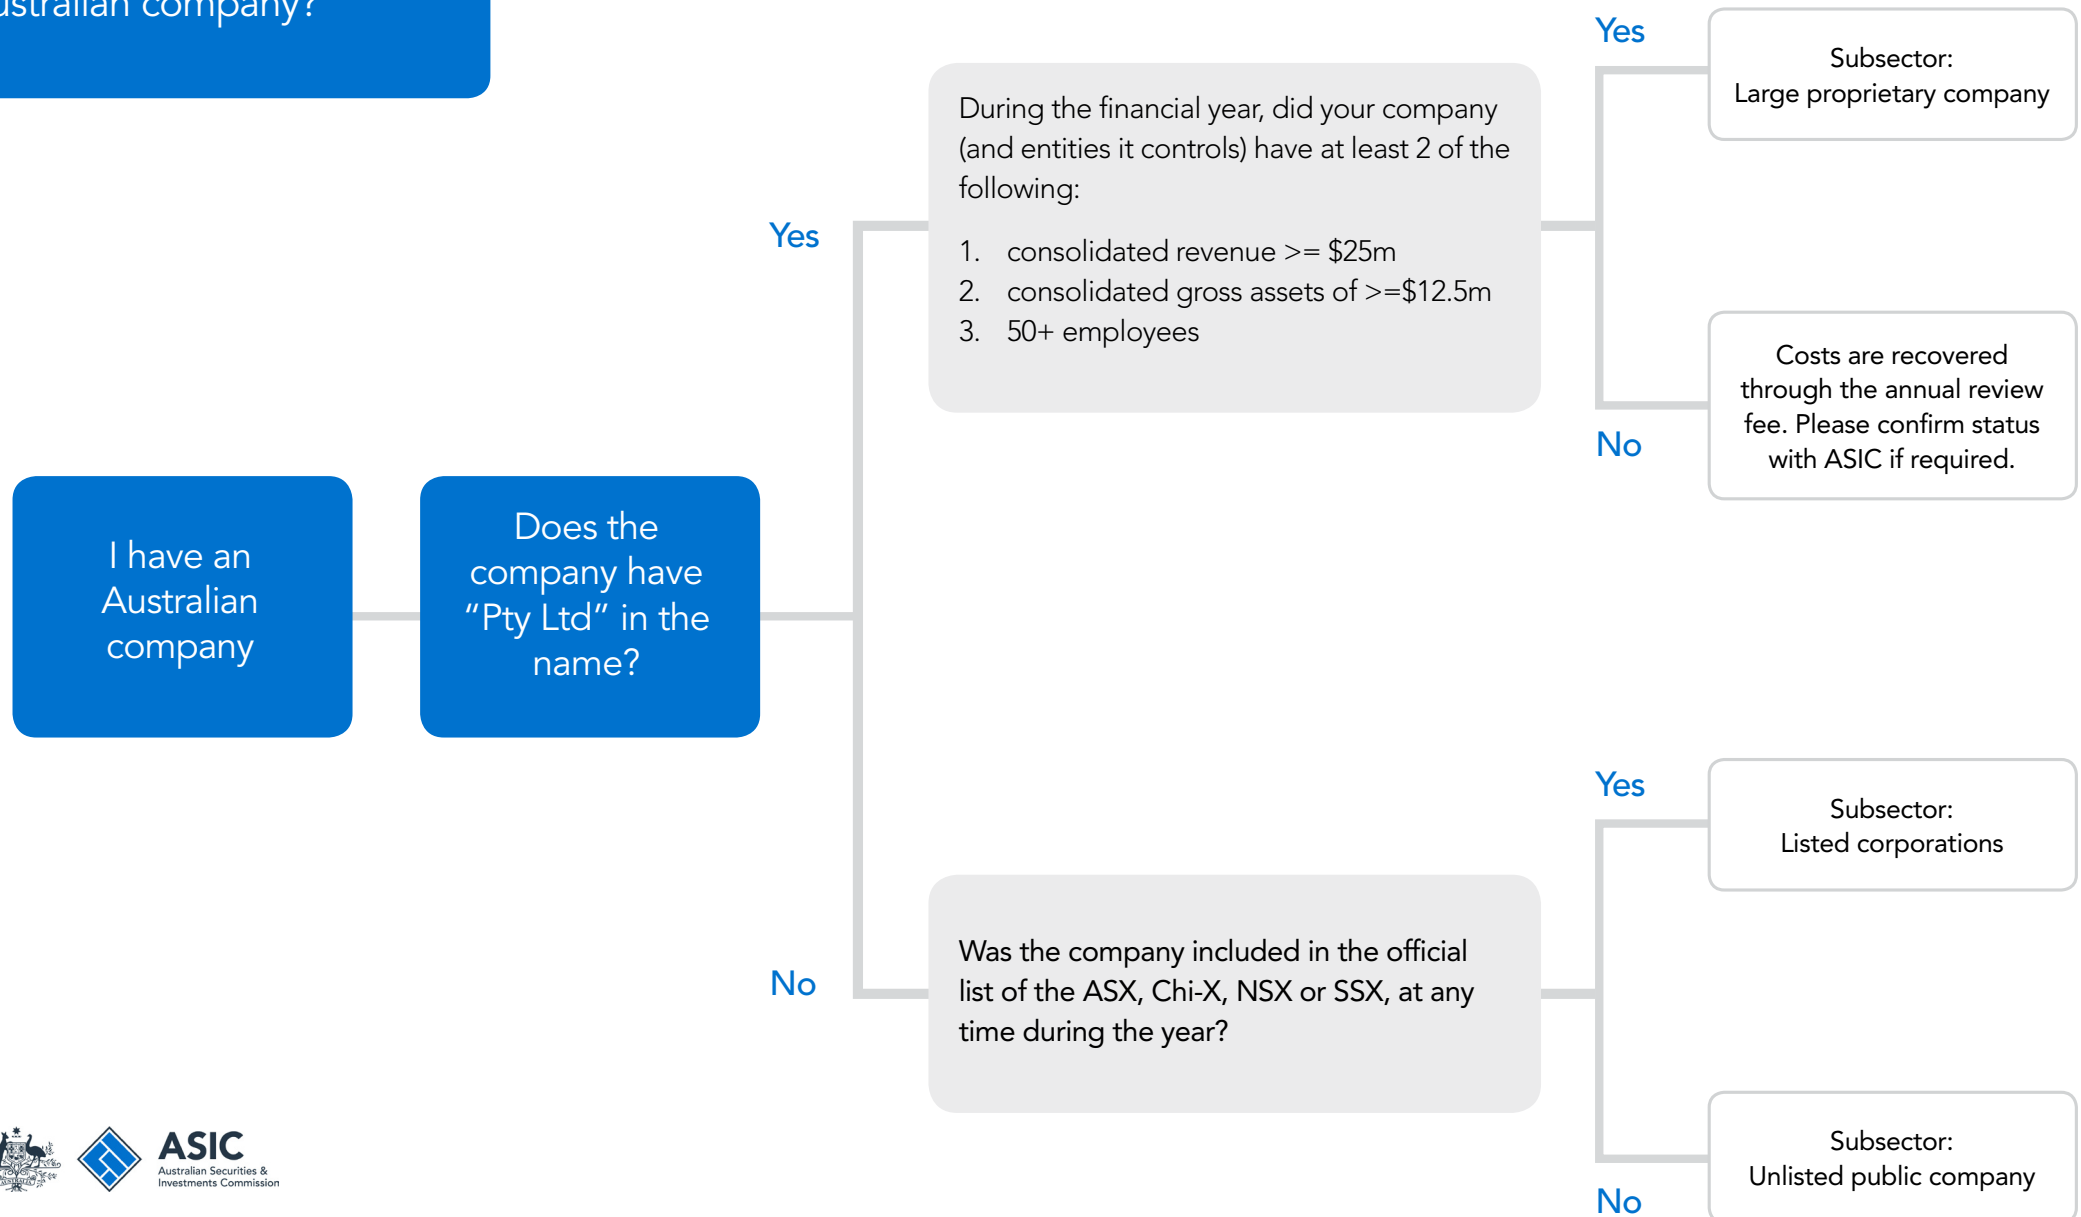 ustralian company?
I have an
Australian
company
Does the
company have
“Pty Ltd” in the
name?
Yes
During the financial year, did your company
(and entities it controls) have at least 2 of the
following:
1. consolidated revenue >= $25m
2. consolidated gross assets of >=$12.5m
3. 50+ employees
Yes
Subsector:
Large proprietary company
No
Costs are recovered
through the annual review
fee. Please confirm status
with ASIC if required.
No
Was the company included in the official
list of the ASX, Chi-X, NSX or SSX, at any
time during the year?
Yes
Subsector:
Listed corporations
No
Subsector:
Unlisted public company
ASIC
Australian Securities &
Investments Commission